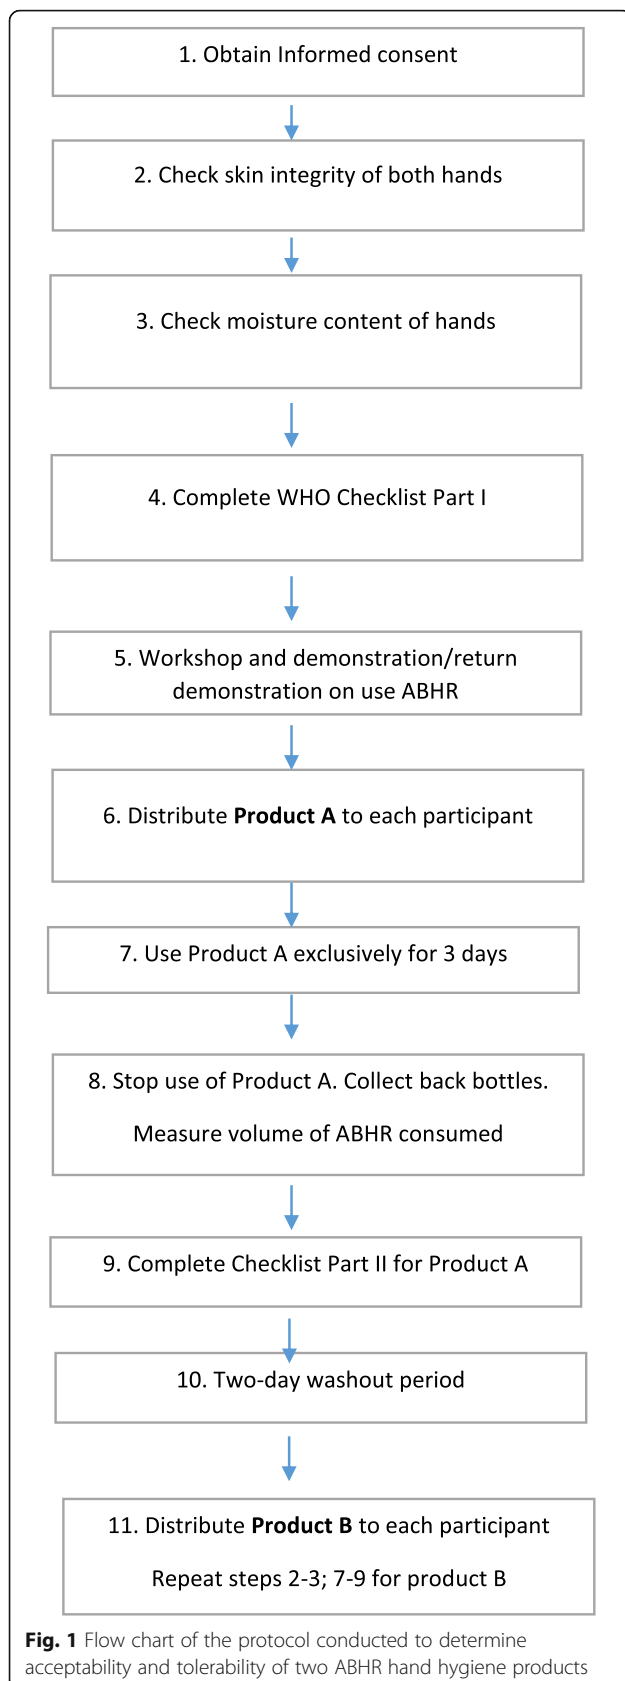 1. Obtain Informed consent
2. Check skin integrity of both hands
3. Check moisture content of hands
4. Complete WHO Checklist Part I
5. Workshop and demonstration/return
demonstration on use ABHR
6. Distribute Product A to each participant
7. Use Product A exclusively for 3 days
8. Stop use of Product A. Collect back bottles.
Measure volume of ABHR consumed
9. Complete Checklist Part II for Product A
10. Two-day washout period
11. Distribute Product B to each participant
Repeat steps 2-3; 7-9 for product B
Fig. 1 Flow chart of the protocol conducted to determine
acceptability and tolerability of two ABHR hand hygiene products